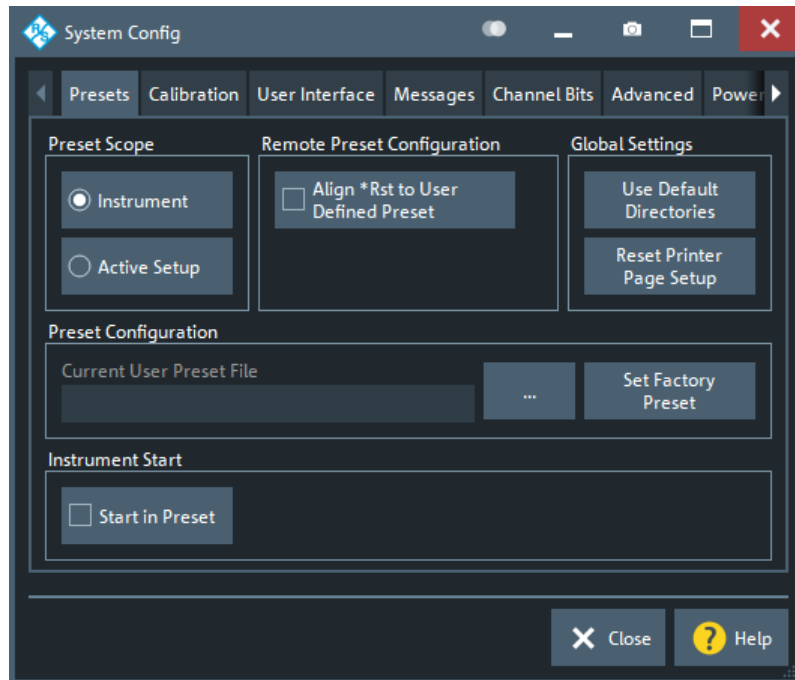 System Config
Presets Calibration User Interface Messages Channel Bits Advanced Power
Preset Scope
Instrument
Active Setup
Remote Preset Configuration
Align *Rst to User
Defined Preset
Global Settings
Use Default
Directories
Reset Printer
Page Setup
Preset Configuration
Current User Preset File
...
Set Factory
Preset
Instrument Start
Start in Preset
Close
? Help